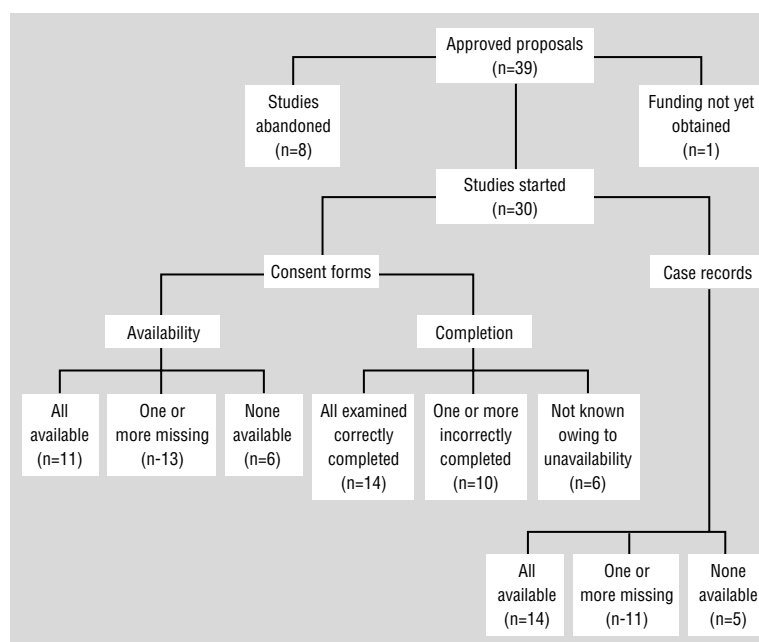 Approved proposals
(n=39)
Studies
abandoned
(n=8)
Funding not yet
obtained
(n=1)
Studies started
(n=30)
Consent forms
Case records
Availability
Completion
All
available
(n=11)
One or
more missing
(n-13)
None
available
(n=6)
All examined
correctly
completed
(n=14)
One or more
incorrectly
completed
(n=10)
Not known
owing to
unavailability
(n=6)
All
available
(n=14)
One or
more missing
(n-11)
None
available
(n=5)